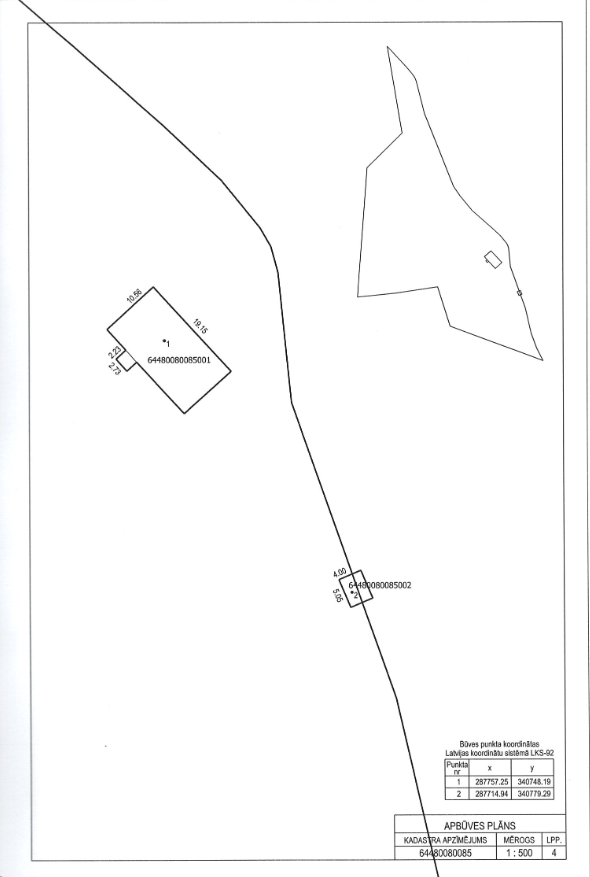 10.56
19.15
1
2.23
64480080085001
2.73
4.00
64480080085002
5.05
2
Būves punkta koordinātas
Latvijas koordinātu sistēmā LKS-92
Punkta nr x y
1 287757.25 340748.19
2 287714.94 340779.29
APBŪVES PLĀNS
KADASTRA APZĪMĒJUMS MĒROGS LPP.
64480080085 1 : 500 4